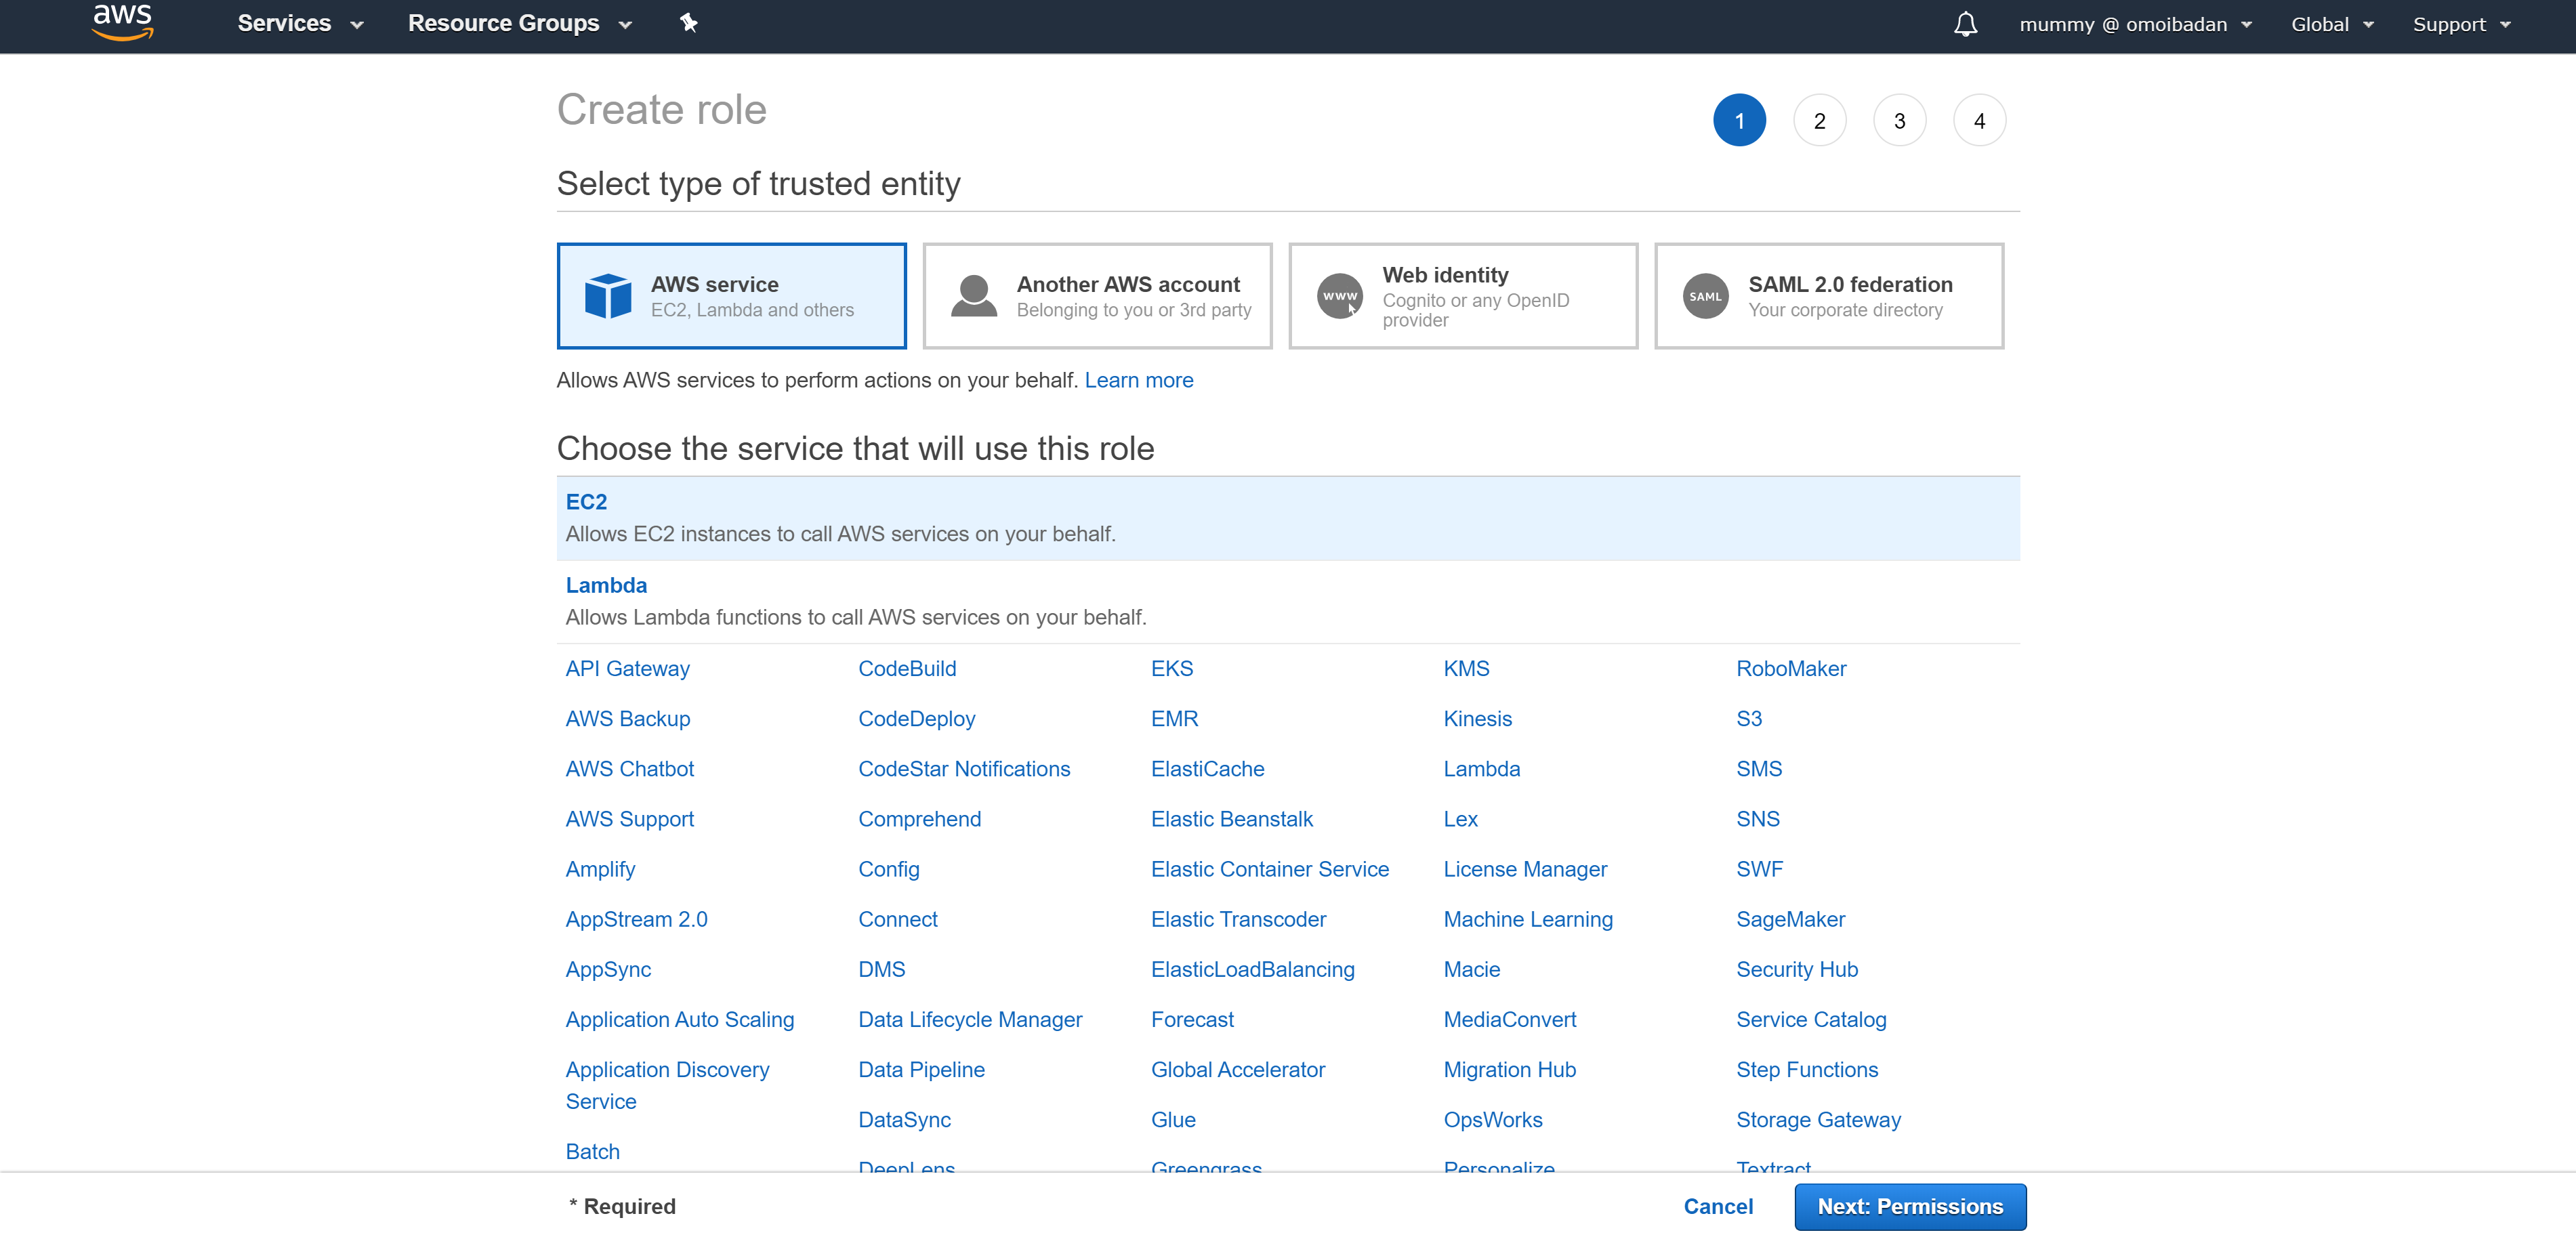 aws Services Resource Groups mummy @ omoibadan Global Support
Create role 1 2 3 4
Select type of trusted entity
AWS service
EC2, Lambda and others
Another AWS account
Belonging to you or 3rd party
www
Web identity
Cognito or any OpenID
provider
SAML
SAML 2.0 federation
Your corporate directory
Allows AWS services to perform actions on your behalf. Learn more
Choose the service that will use this role
EC2
Allows EC2 instances to call AWS services on your behalf.
Lambda
Allows Lambda functions to call AWS services on your behalf.
API Gateway CodeBuild EKS KMS RoboMaker
AWS Backup CodeDeploy EMR Kinesis S3
AWS Chatbot CodeStar Notifications ElastiCache Lambda SMS
AWS Support Comprehend Elastic Beanstalk Lex SNS
Amplify Config Elastic Container Service License Manager SWF
AppStream 2.0 Connect Elastic Transcoder Machine Learning SageMaker
AppSync DMS ElasticLoadBalancing Macie Security Hub
Application Auto Scaling Data Lifecycle Manager Forecast MediaConvert Service Catalog
Application Discovery Data Pipeline Global Accelerator Migration Hub Step Functions
Service
DataSync Glue OpsWorks Storage Gateway
Batch
DeepLens Greengrass Personalize Textract
* Required Cancel Next: Permissions